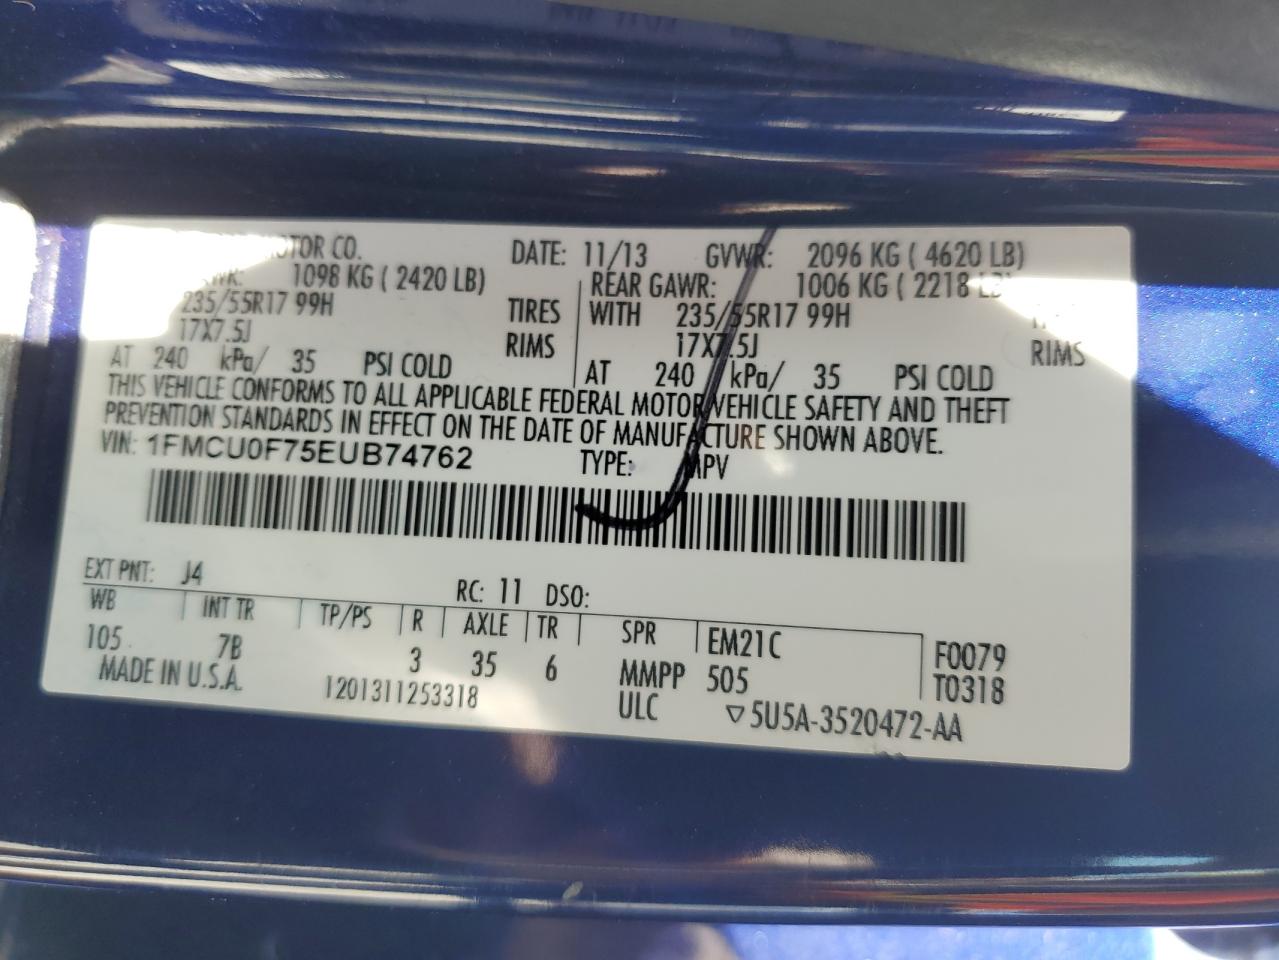 MOTOR CO. DATE: 11/13 GVWR: 2096 KG ( 4620 LB)
1098 KG ( 2420 LB) REAR GAWR: 1006 KG ( 2218 LB)
235/55R17 99H TIRES WITH 235/55R17 99H
17X7.5J RIMS 17X7.5J RIMS
AT 240 kPa/ 35 PSI COLD AT 240 kPa/ 35 PSI COLD
THIS VEHICLE CONFORMS TO ALL APPLICABLE FEDERAL MOTOR VEHICLE SAFETY AND THEFT
PREVENTION STANDARDS IN EFFECT ON THE DATE OF MANUFACTURE SHOWN ABOVE.
VIN: 1FMCU0F75EUB74762 TYPE: MPV
EXT PNT: J4 RC: 11 DSO:
WB INT TR TP/PS R AXLE TR SPR EM21C F0079
105 7B 3 35 6 MMPP 505 T0318
MADE IN U.S.A. 1201311253318 ULC ▽5U5A-3520472-AA